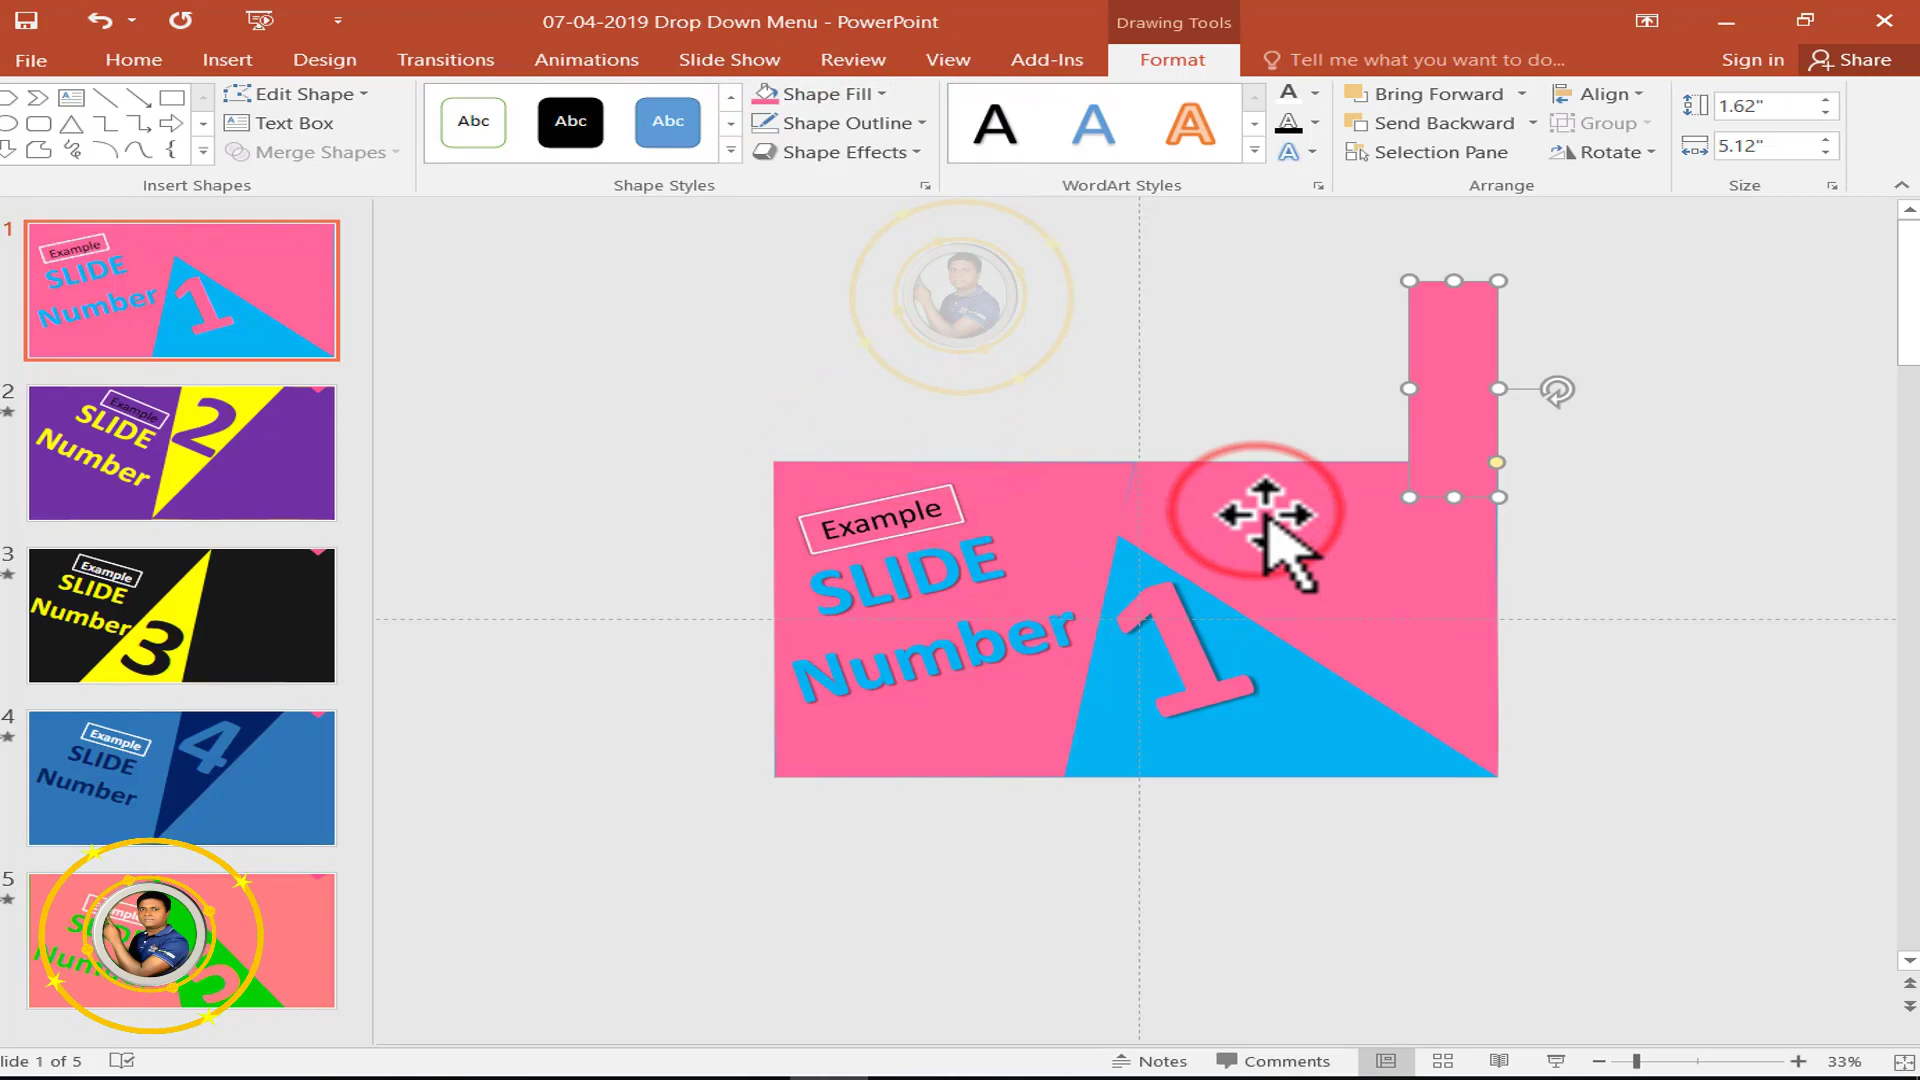 07-04-2019 Drop Down Menu - PowerPoint
Drawing Tools
File
Home
Insert
Design
Transitions
Animations
Slide Show
Review
View
Add-Ins
Format
Tell me what you want to do...
Sign in
Share
Edit Shape
Text Box
Merge Shapes
Insert Shapes
Abc
Abc
Abc
Shape Fill
Shape Outline
Shape Effects
Shape Styles
A
A
A
A
A
A
WordArt Styles
Bring Forward
Send Backward
Selection Pane
Align
Group
Rotate
Arrange
1.62"
5.12"
Size
1
Example
SLIDE
Number
1
2
Example
SLIDE
Number
2
3
Example
SLIDE
Number
3
4
Example
SLIDE
Number
4
5
Example
SLIDE
Number
1
lide 1 of 5
Notes
Comments
33%